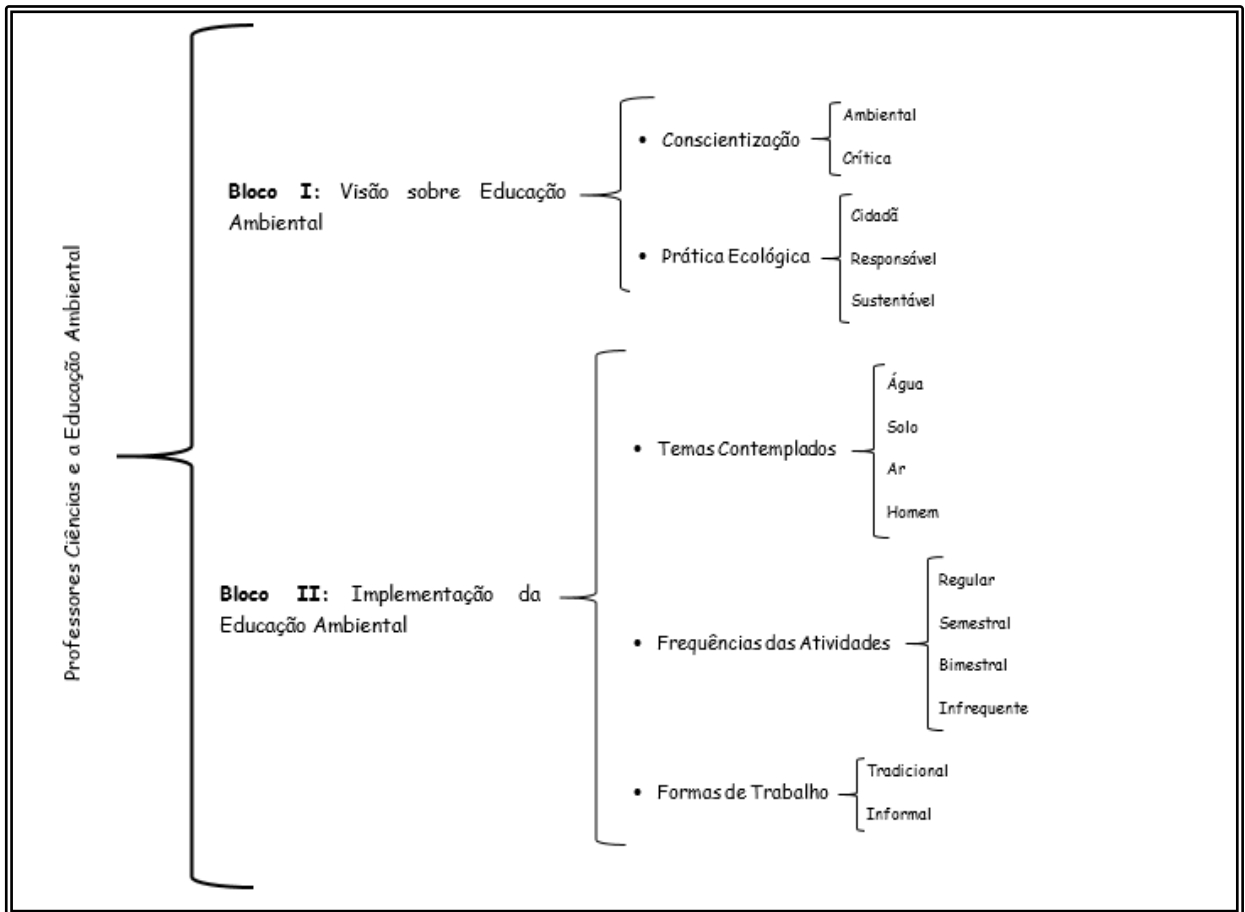 Professores Ciências e a Educação Ambiental
Bloco I: Visão sobre Educação
Ambiental
• Conscientização
Ambiental
Crítica
• Prática Ecológica
Cidadã
Responsável
Sustentável
Bloco II: Implementação da
Educação Ambiental
• Temas Contemplados
Água
Solo
Ar
Homem
• Frequências das Atividades
Regular
Semestral
Bimestral
Infrequente
• Formas de Trabalho
Tradicional
Informal